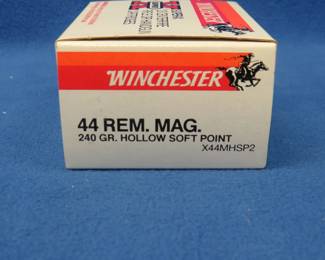 WINCHESTER
44 REM. MAG.
240 GR. HOLLOW SOFT POINT
X44MHSP2